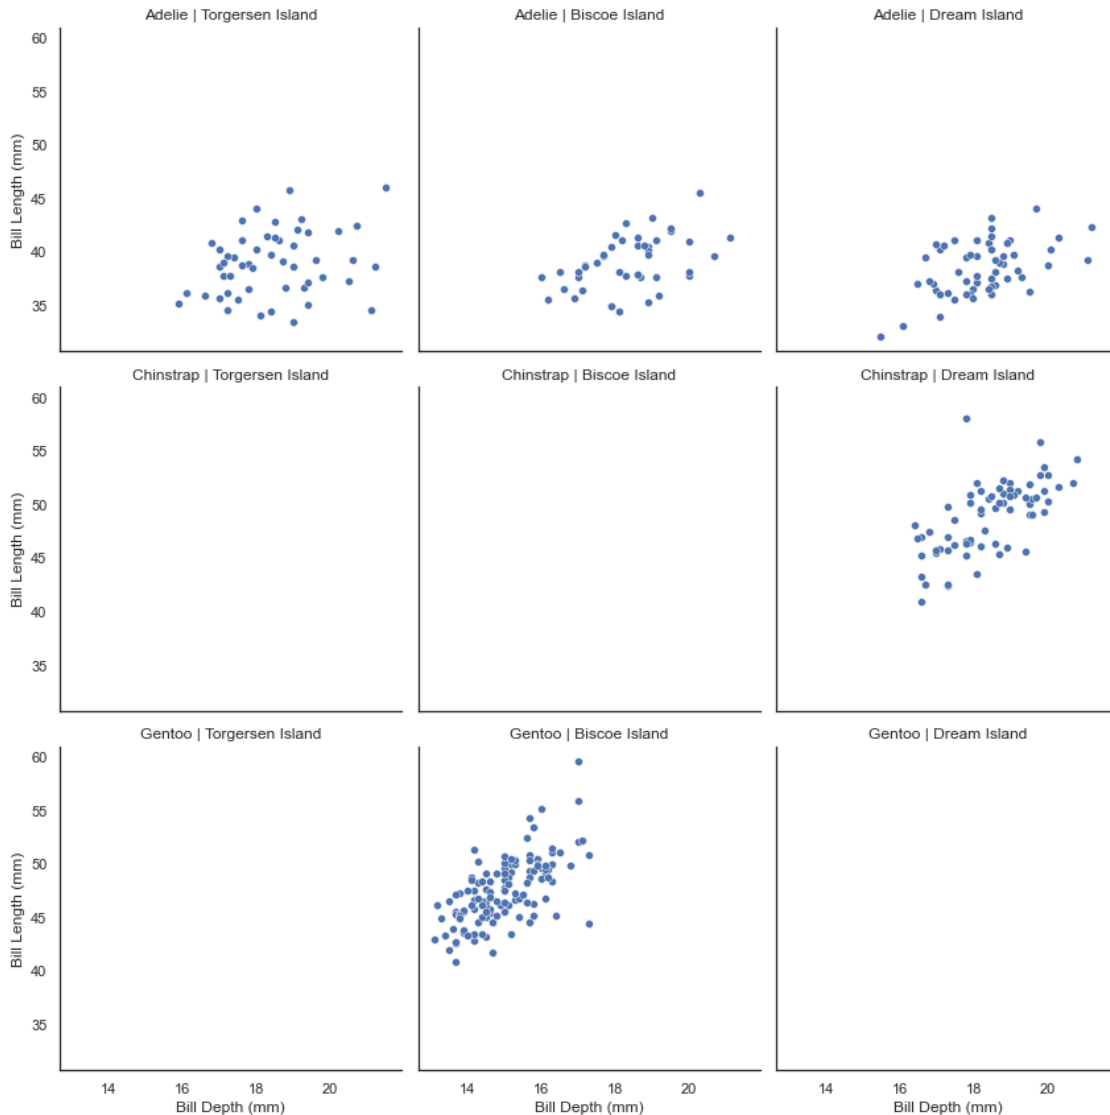 Adelie | Torgersen Island
Adelie | Biscoe Island
Adelie | Dream Island
60
55
50
45
40
35
Bill Length (mm)
Chinstrap | Torgersen Island
Chinstrap | Biscoe Island
Chinstrap | Dream Island
60
55
50
45
40
35
Bill Length (mm)
Gentoo | Torgersen Island
Gentoo | Biscoe Island
Gentoo | Dream Island
60
55
50
45
40
35
Bill Length (mm)
14 16 18 20
14 16 18 20
14 16 18 20
Bill Depth (mm)
Bill Depth (mm)
Bill Depth (mm)